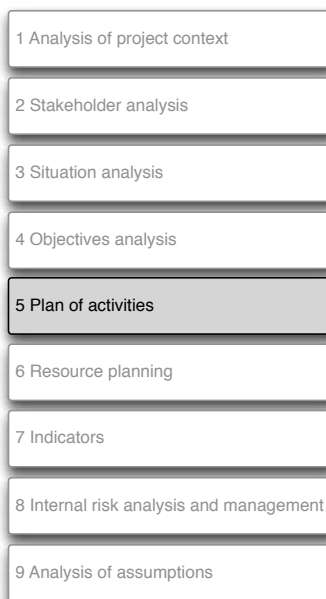 1 Analysis of project context
2 Stakeholder analysis
3 Situation analysis
4 Objectives analysis
5 Plan of activities
6 Resource planning
7 Indicators
8 Internal risk analysis and management
9 Analysis of assumptions